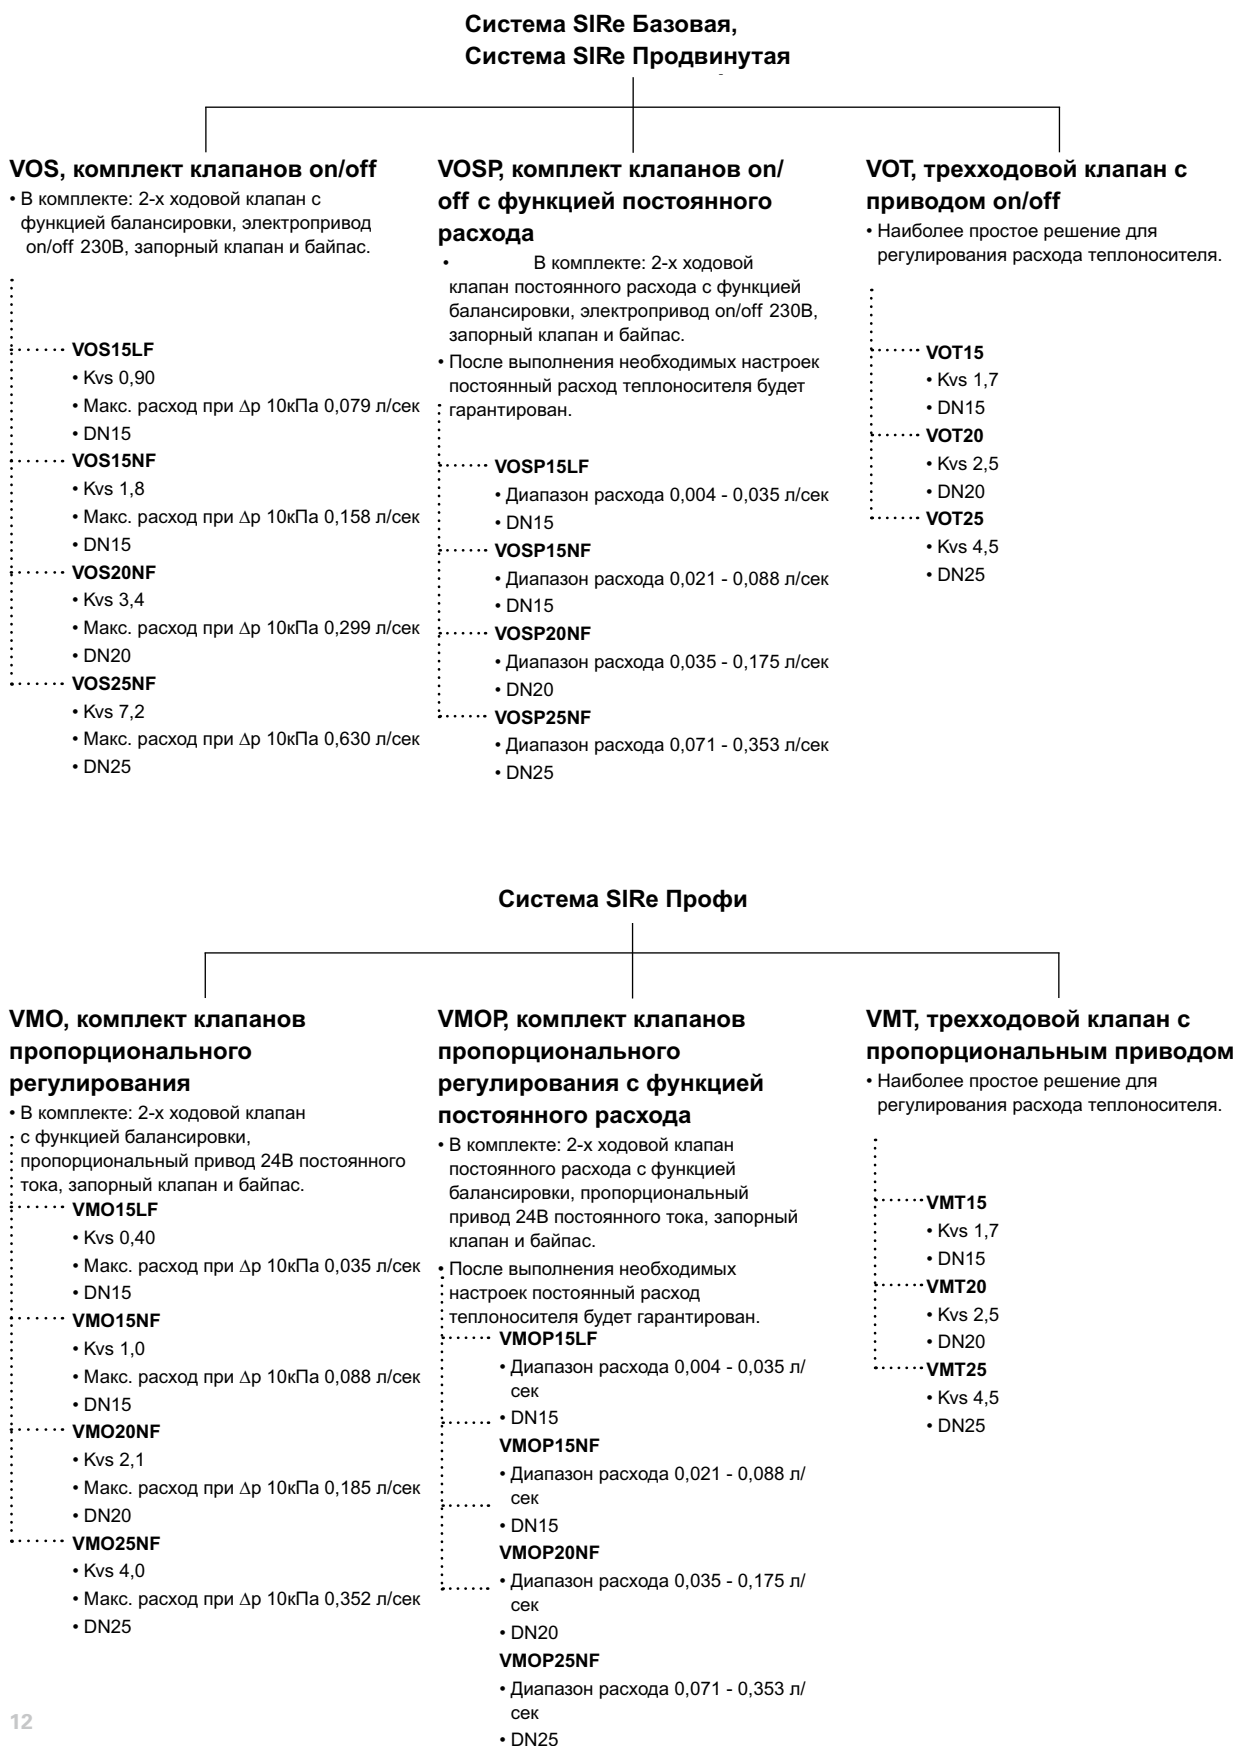 Система SIRe Базовая,
Система SIRe Продвинутая
VOS, комплект клапанов on/off
• В комплекте: 2-х ходовой клапан с
функцией балансировки, электропривод
on/off 230В, запорный клапан и байпас.
VOS15LF
• Kvs 0,90
• Макс. расход при Δp 10кПа 0,079 л/сек
• DN15
VOS15NF
• Kvs 1,8
• Макс. расход при Δp 10кПа 0,158 л/сек
• DN15
VOS20NF
• Kvs 3,4
• Макс. расход при Δp 10кПа 0,299 л/сек
• DN20
VOS25NF
• Kvs 7,2
• Макс. расход при Δp 10кПа 0,630 л/сек
• DN25
VOSP, комплект клапанов on/
off с функцией постоянного
расхода
• В комплекте: 2-х ходовой
клапан постоянного расхода с функцией
балансировки, электропривод on/off 230В,
запорный клапан и байпас.
• После выполнения необходимых настроек
постоянный расход теплоносителя будет
гарантирован.
VOSP15LF
• Диапазон расхода 0,004 - 0,035 л/сек
• DN15
VOSP15NF
• Диапазон расхода 0,021 - 0,088 л/сек
• DN15
VOSP20NF
• Диапазон расхода 0,035 - 0,175 л/сек
• DN20
VOSP25NF
• Диапазон расхода 0,071 - 0,353 л/сек
• DN25
VOT, трехходовой клапан с
приводом on/off
• Наиболее простое решение для
регулирования расхода теплоносителя.
VOT15
• Kvs 1,7
• DN15
VOT20
• Kvs 2,5
• DN20
VOT25
• Kvs 4,5
• DN25
Система SIRe Профи
VMO, комплект клапанов
пропорционального
регулирования
• В комплекте: 2-х ходовой клапан
с функцией балансировки,
пропорциональный привод 24В постоянного
тока, запорный клапан и байпас.
VMO15LF
• Kvs 0,40
• Макс. расход при Δp 10кПа 0,035 л/сек
• DN15
VMO15NF
• Kvs 1,0
• Макс. расход при Δp 10кПа 0,088 л/сек
• DN15
VMO20NF
• Kvs 2,1
• Макс. расход при Δp 10кПа 0,185 л/сек
• DN20
VMO25NF
• Kvs 4,0
• Макс. расход при Δp 10кПа 0,352 л/сек
• DN25
VMOP, комплект клапанов
пропорционального
регулирования с функцией
постоянного расхода
• В комплекте: 2-х ходовой клапан
постоянного расхода с функцией
балансировки, пропорциональный
привод 24В постоянного тока, запорный
клапан и байпас.
• После выполнения необходимых
настроек постоянный расход
теплоносителя будет гарантирован.
VMOP15LF
• Диапазон расхода 0,004 - 0,035 л/
сек
• DN15
VMOP15NF
• Диапазон расхода 0,021 - 0,088 л/
сек
• DN15
VMOP20NF
• Диапазон расхода 0,035 - 0,175 л/
сек
• DN20
VMOP25NF
• Диапазон расхода 0,071 - 0,353 л/
сек
• DN25
VMT, трехходовой клапан с
пропорциональным приводом
• Наиболее простое решение для
регулирования расхода теплоносителя.
VMT15
• Kvs 1,7
• DN15
VMT20
• Kvs 2,5
• DN20
VMT25
• Kvs 4,5
• DN25
12